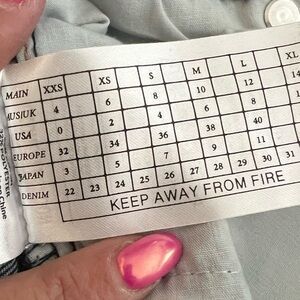 MAIN XXS XS S M L XL
AUS|UK 4 6 8 10 12 14
USA 0 2 4 6 8
EUROPE 32 34 36 38 40
JAPAN 3 5 7 9 11
DENIM 22 23 24 25 26 27 28 29 30 31
KEEP AWAY FROM FIRE
POLYESTER
Chine